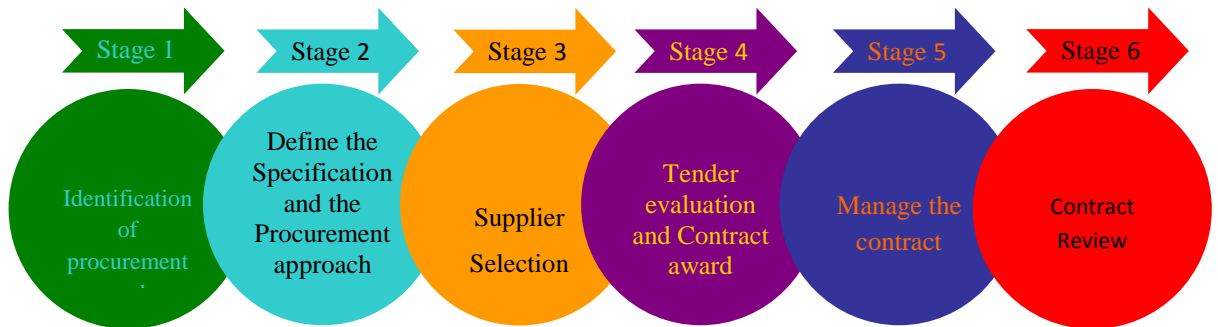 Stage 1
Stage 2
Stage 3
Stage 4
Stage 5
Stage 6
Identification
of
procurement
Define the
Specification
and the
Procurement
approach
Supplier
Selection
Tender
evaluation
and Contract
award
Manage the
contract
Contract
Review